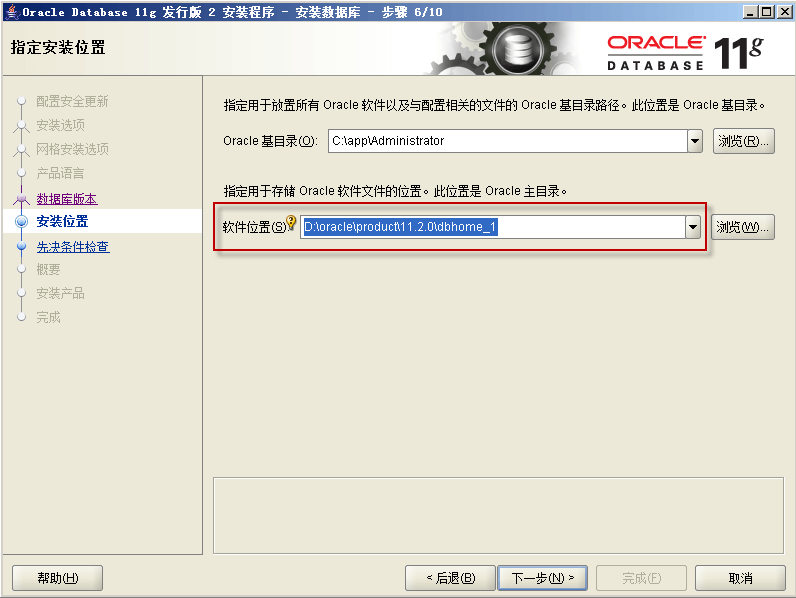 Oracle Database 11g 发行版 2 安装程序 - 安装数据库 - 步骤 6/10
指定安装位置
ORACLE
DATABASE
11g
配置安全更新
安装选项
网格安装选项
产品语言
数据库版本
安装位置
先决条件检查
概要
安装产品
完成
指定用于放置所有 Oracle 软件以及与配置相关的文件的 Oracle 基目录路径。此位置是 Oracle 基目录。
Oracle 基目录(O): C:\app\Administrator 浏览(R)...
指定用于存储 Oracle 软件文件的位置。此位置是 Oracle 主目录。
软件位置(S) D:\oracle\product\11.2.0\dbhome_1 浏览(W)...
帮助(H) < 后退(B) 下一步(N) > 完成(F) 取消